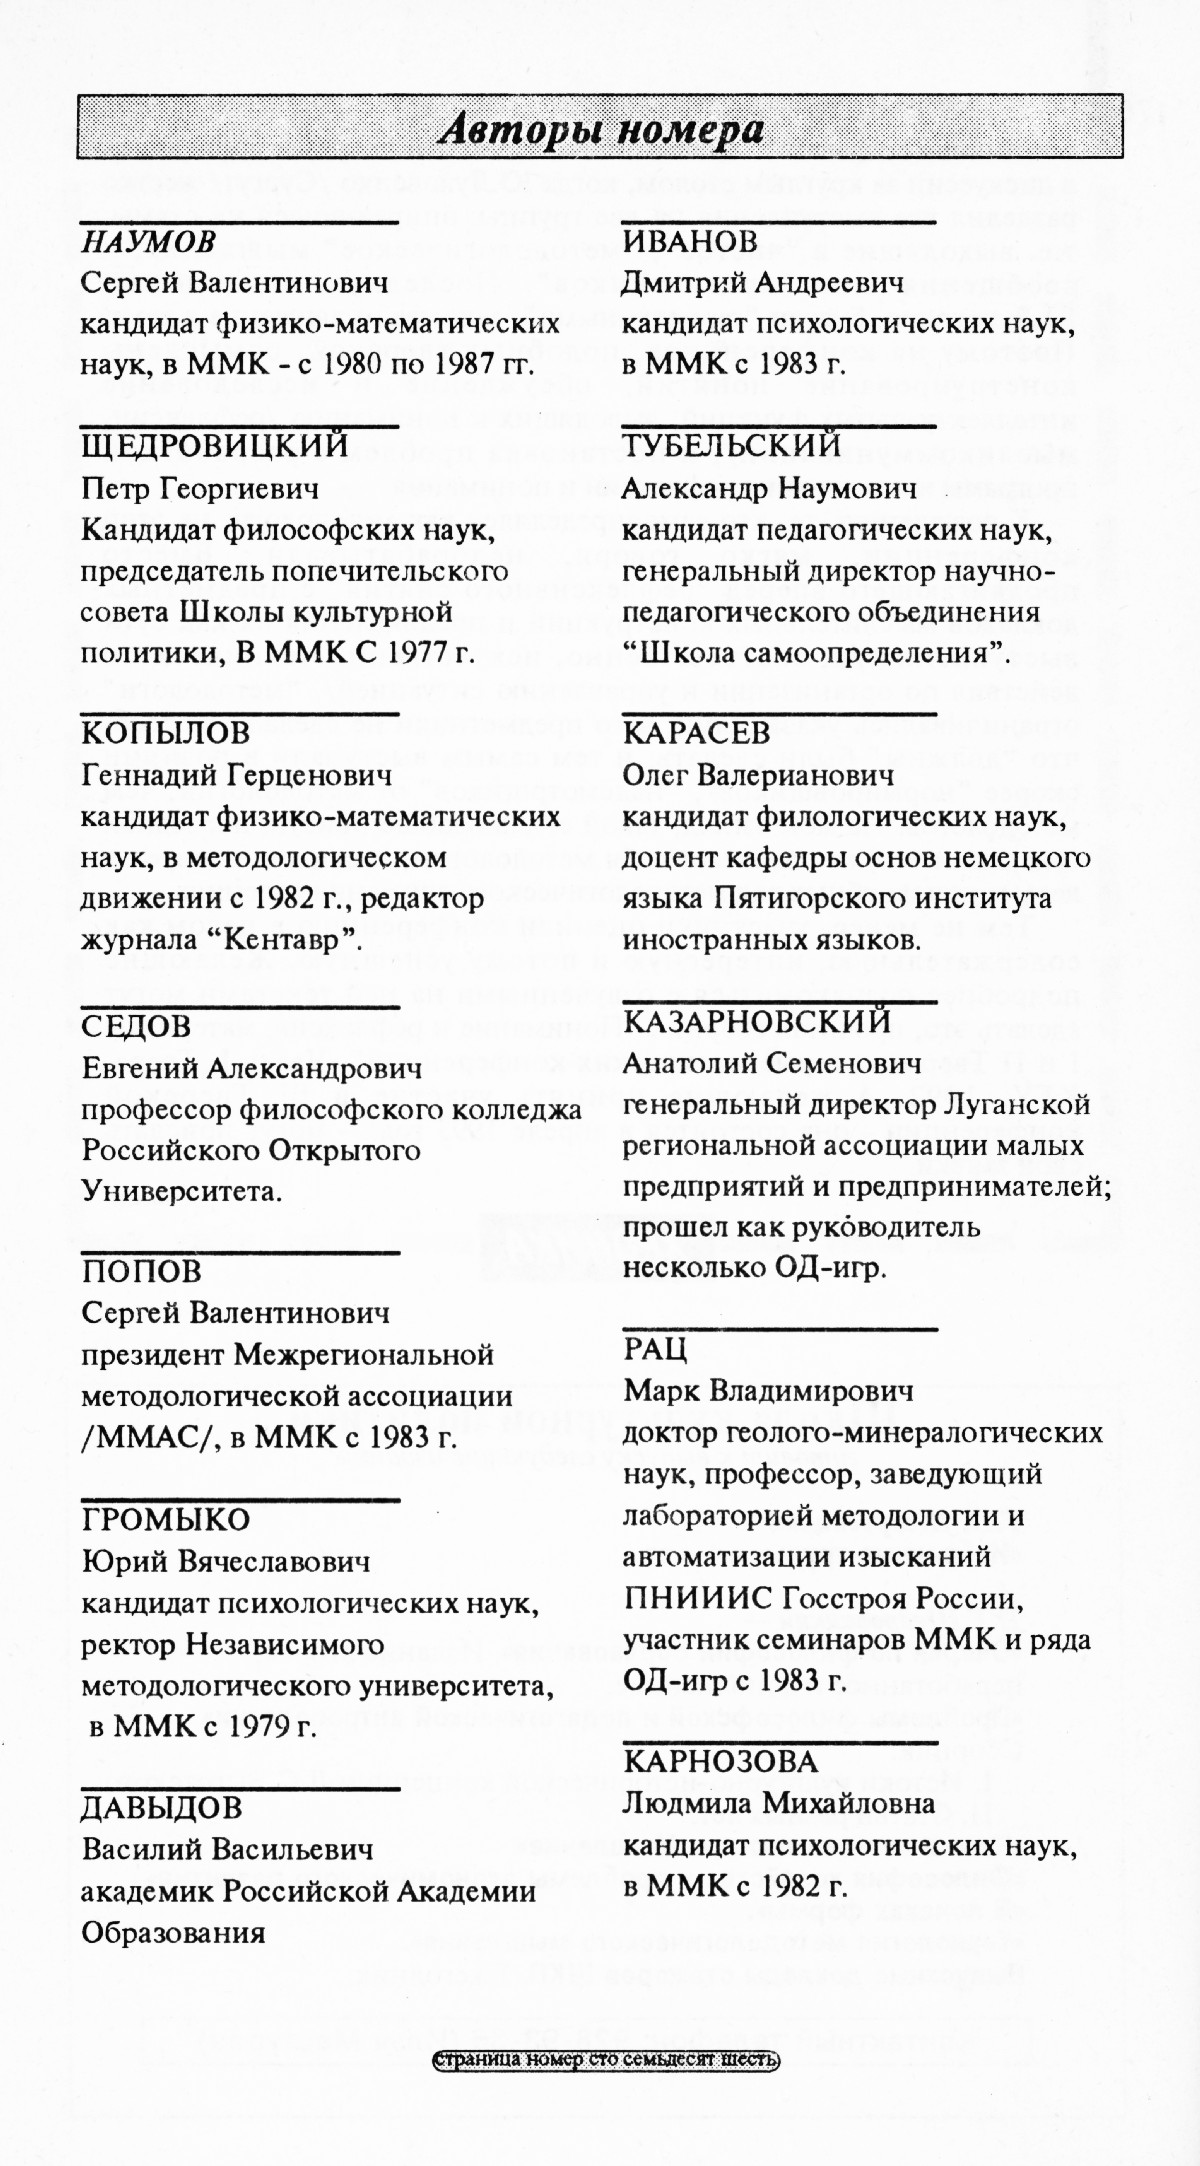 Авторы номера
НАУМОВ
Сергей Валентинович
кандидат физико-математических
наук, в ММК - с 1980 по 1987 гг.
ЩЕДРОВИЦКИЙ
Петр Георгиевич
Кандидат философских наук,
председатель попечительского
совета Школы культурной
политики, В ММК С 1977 г.
КОПЫЛОВ
Геннадий Герценович
кандидат физико-математических
наук, в методологическом
движении с 1982 г., редактор
журнала “Кентавр”.
СЕДОВ
Евгений Александрович
профессор философского колледжа
Российского Открытого
Университета.
ПОПОВ
Сергей Валентинович
президент Межрегиональной
методологической ассоциации
/ММАС/, в ММК с 1983 г.
ГРОМЫКО
Юрий Вячеславович
кандидат психологических наук,
ректор Независимого
методологического университета,
в ММК с 1979 г.
ДАВЫДОВ
Василий Васильевич
академик Российской Академии
Образования
ИВАНОВ
Дмитрий Андреевич
кандидат психологических наук,
в ММК с 1983 г.
ТУБЕЛЬСКИЙ
Александр Наумович
кандидат педагогических наук,
генеральный директор научно-
педагогического объединения
“Школа самоопределения”.
КАРАСЕВ
Олег Валерианович
кандидат филологических наук,
доцент кафедры основ немецкого
языка Пятигорского института
иностранных языков.
КАЗАРНОВСКИЙ
Анатолий Семенович
генеральный директор Луганской
региональной ассоциации малых
предприятий и предпринимателей;
прошел как руководитель
несколько ОД-игр.
РАЦ
Марк Владимирович
доктор геолого-минералогических
наук, профессор, заведующий
лабораторией методологии и
автоматизации изысканий
ПНИИИС Госстроя России,
участник семинаров ММК и ряда
ОД-игр с 1983 г.
КАРНОЗОВА
Людмила Михайловна
кандидат психологических наук,
в ММК с 1982 г.
страница номер сто семьдесят шесть